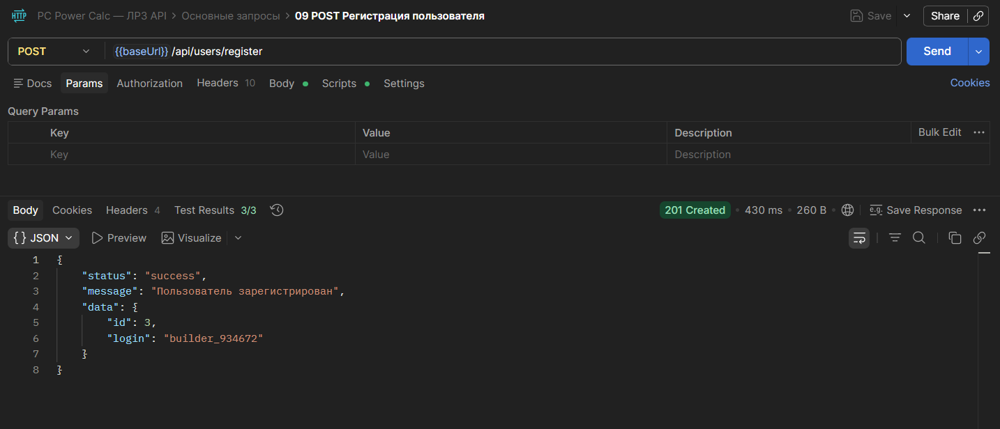 HTTP PC Power Calc — ЛР3 API > Основные запросы > 09 POST Регистрация пользователя Save Share
POST {{baseUrl}} /api/users/register Send
Docs Params Authorization Headers 10 Body Scripts Settings Cookies
Query Params
Key Value Description Bulk Edit
Key Value Description
Body Cookies Headers 4 Test Results 3/3 201 Created 430 ms 260 B e.g. Save Response
{} JSON Preview Visualize
1 {
2 "status": "success",
3 "message": "Пользователь зарегистрирован",
4 "data": {
5 "id": 3,
6 "login": "builder_934672"
7 }
8 }